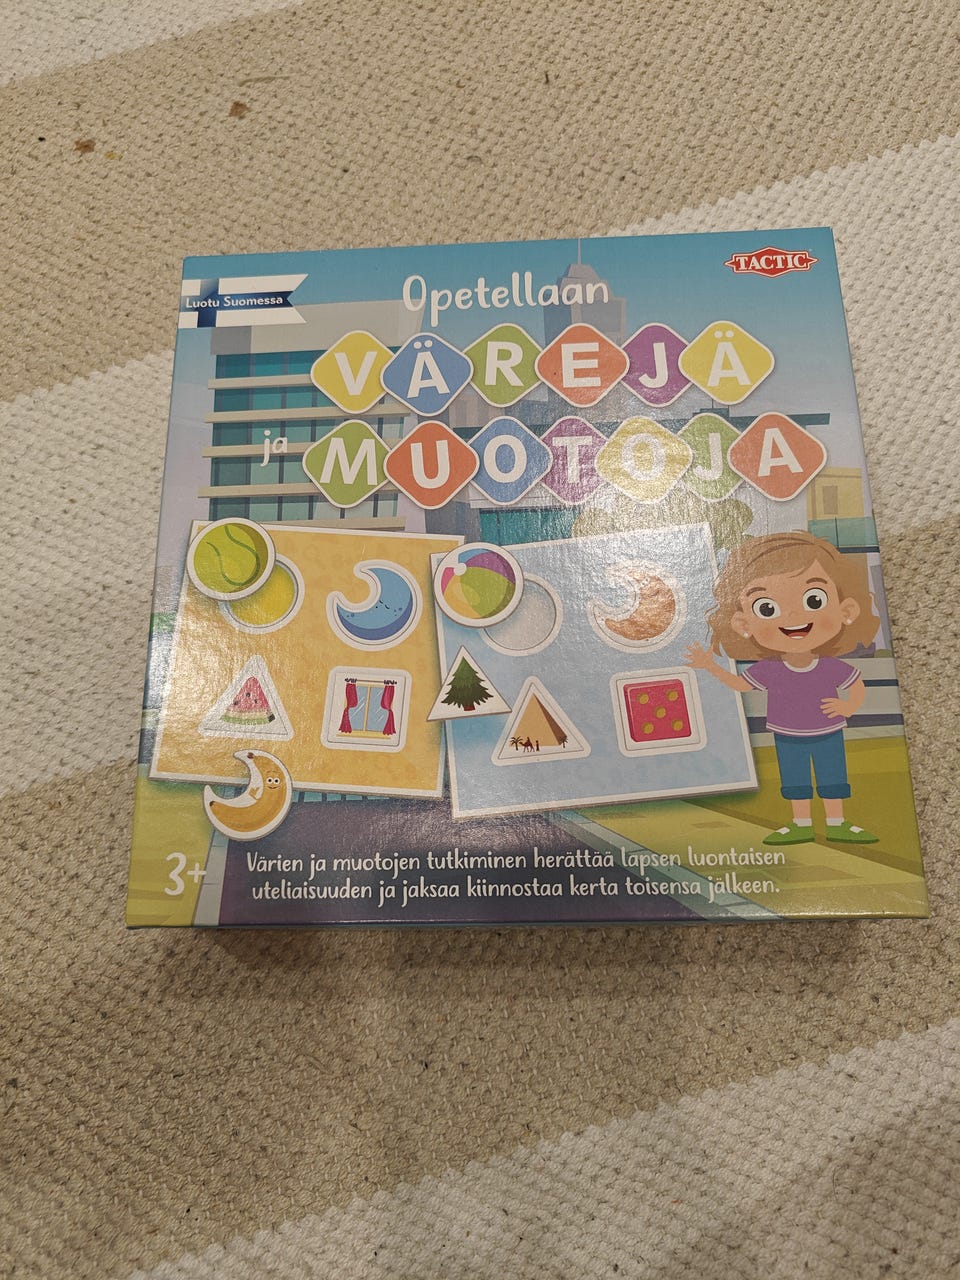 TACTIC
Luotu Suomessa
Opetellaan
VÄREJÄ
ja MUOTOJA
3+
Värien ja muotojen tutkiminen herättää lapsen luontaisen
uteliaisuuden ja jaksaa kiinnostaa kerta toisensa jälkeen.